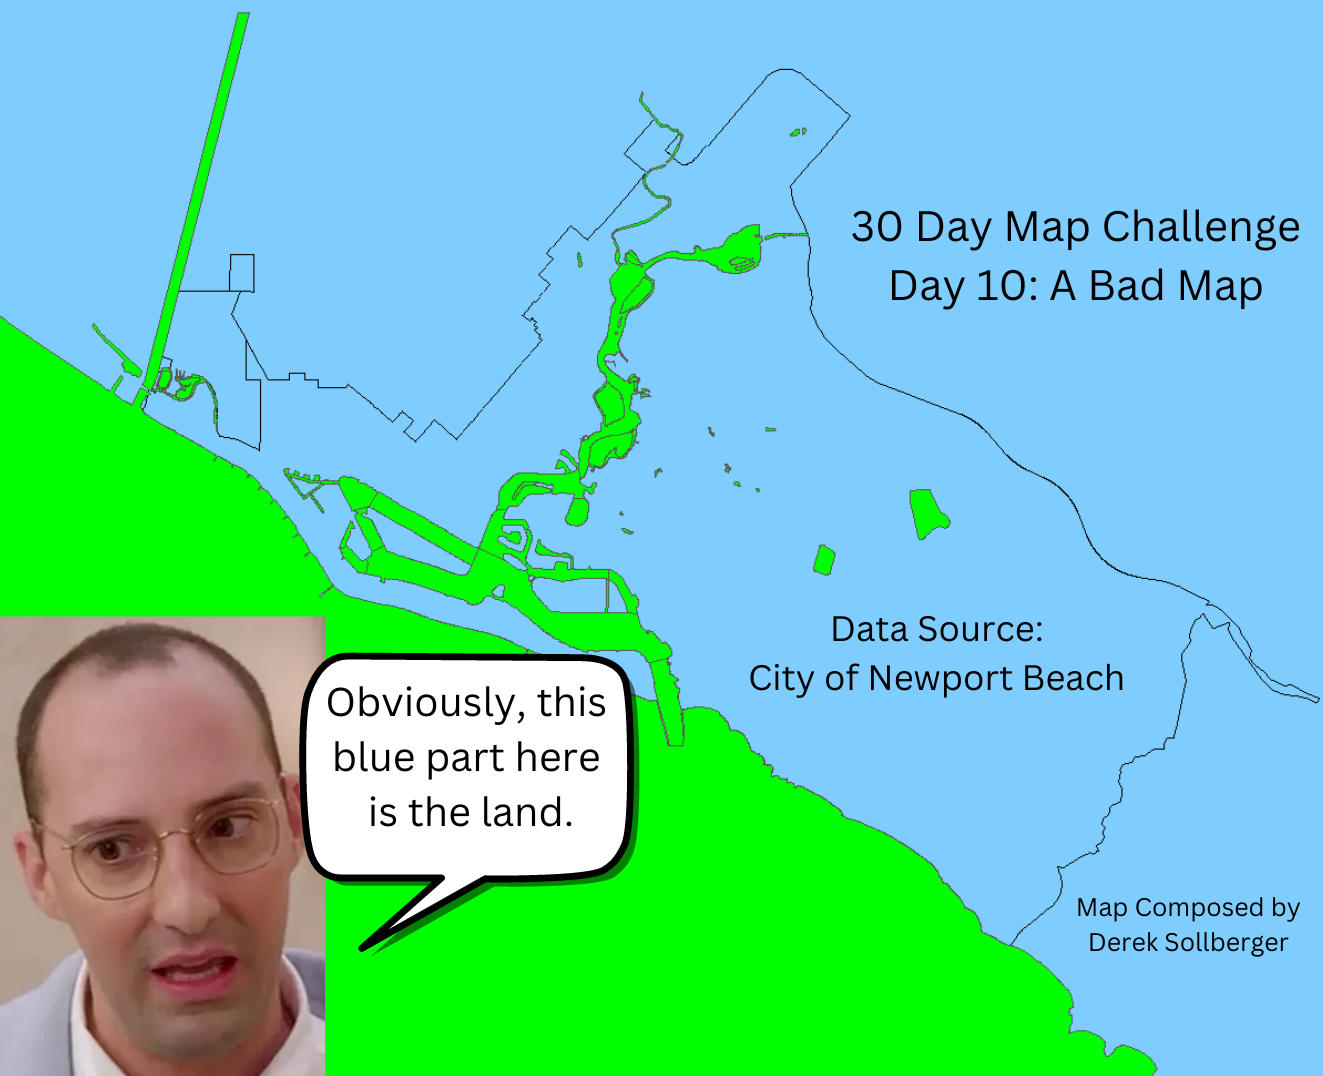 30 Day Map Challenge
Day 10: A Bad Map
Data Source:
City of Newport Beach
Obviously, this
blue part here
is the land.
Map Composed by
Derek Sollberger